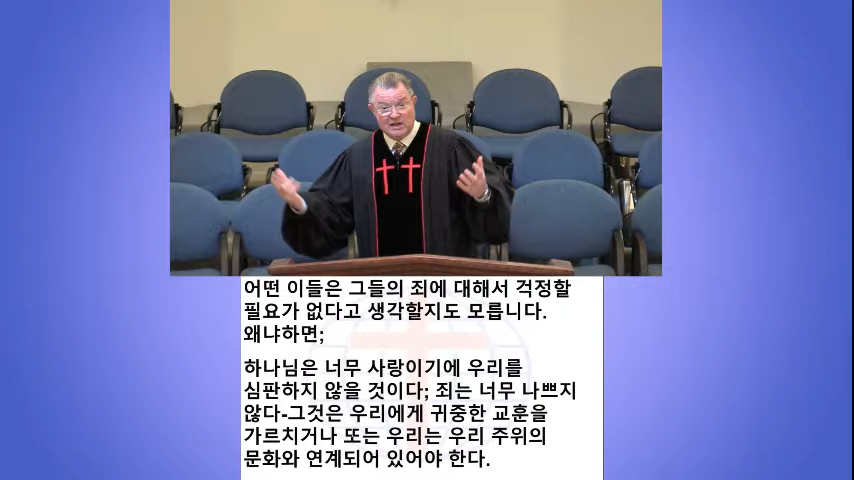 어떤 이들은 그들의 죄에 대해서 걱정할
필요가 없다고 생각할지도 모릅니다.
왜냐하면;
하나님은 너무 사랑이기에 우리를
심판하지 않을 것이다; 죄는 너무 나쁘지
않다-그것은 우리에게 귀중한 교훈을
가르치거나 또는 우리는 우리 주위의
문화와 연계되어 있어야 한다.